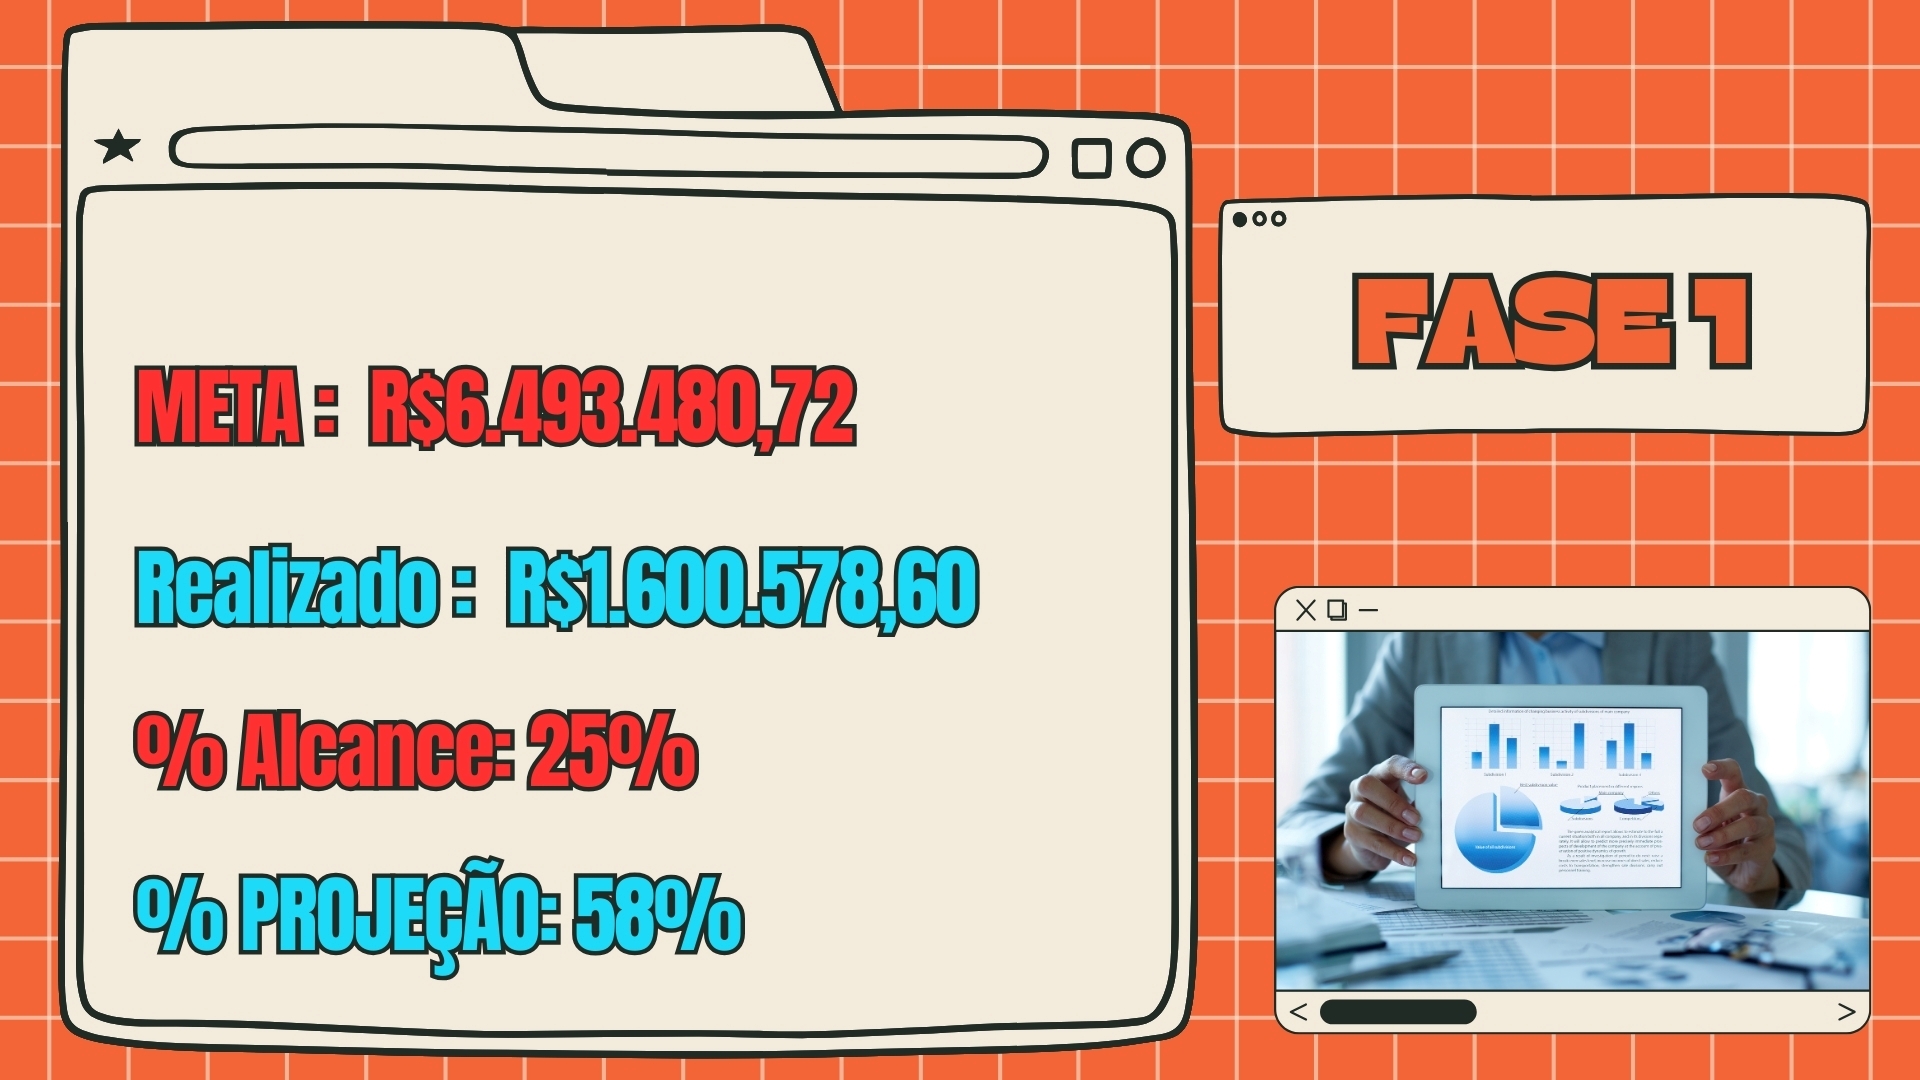 META : R$6.493.480,72
Realizado : R$1.600.578,60
% Alcance: 25%
% PROJEÇÃO: 58%
FASE 1